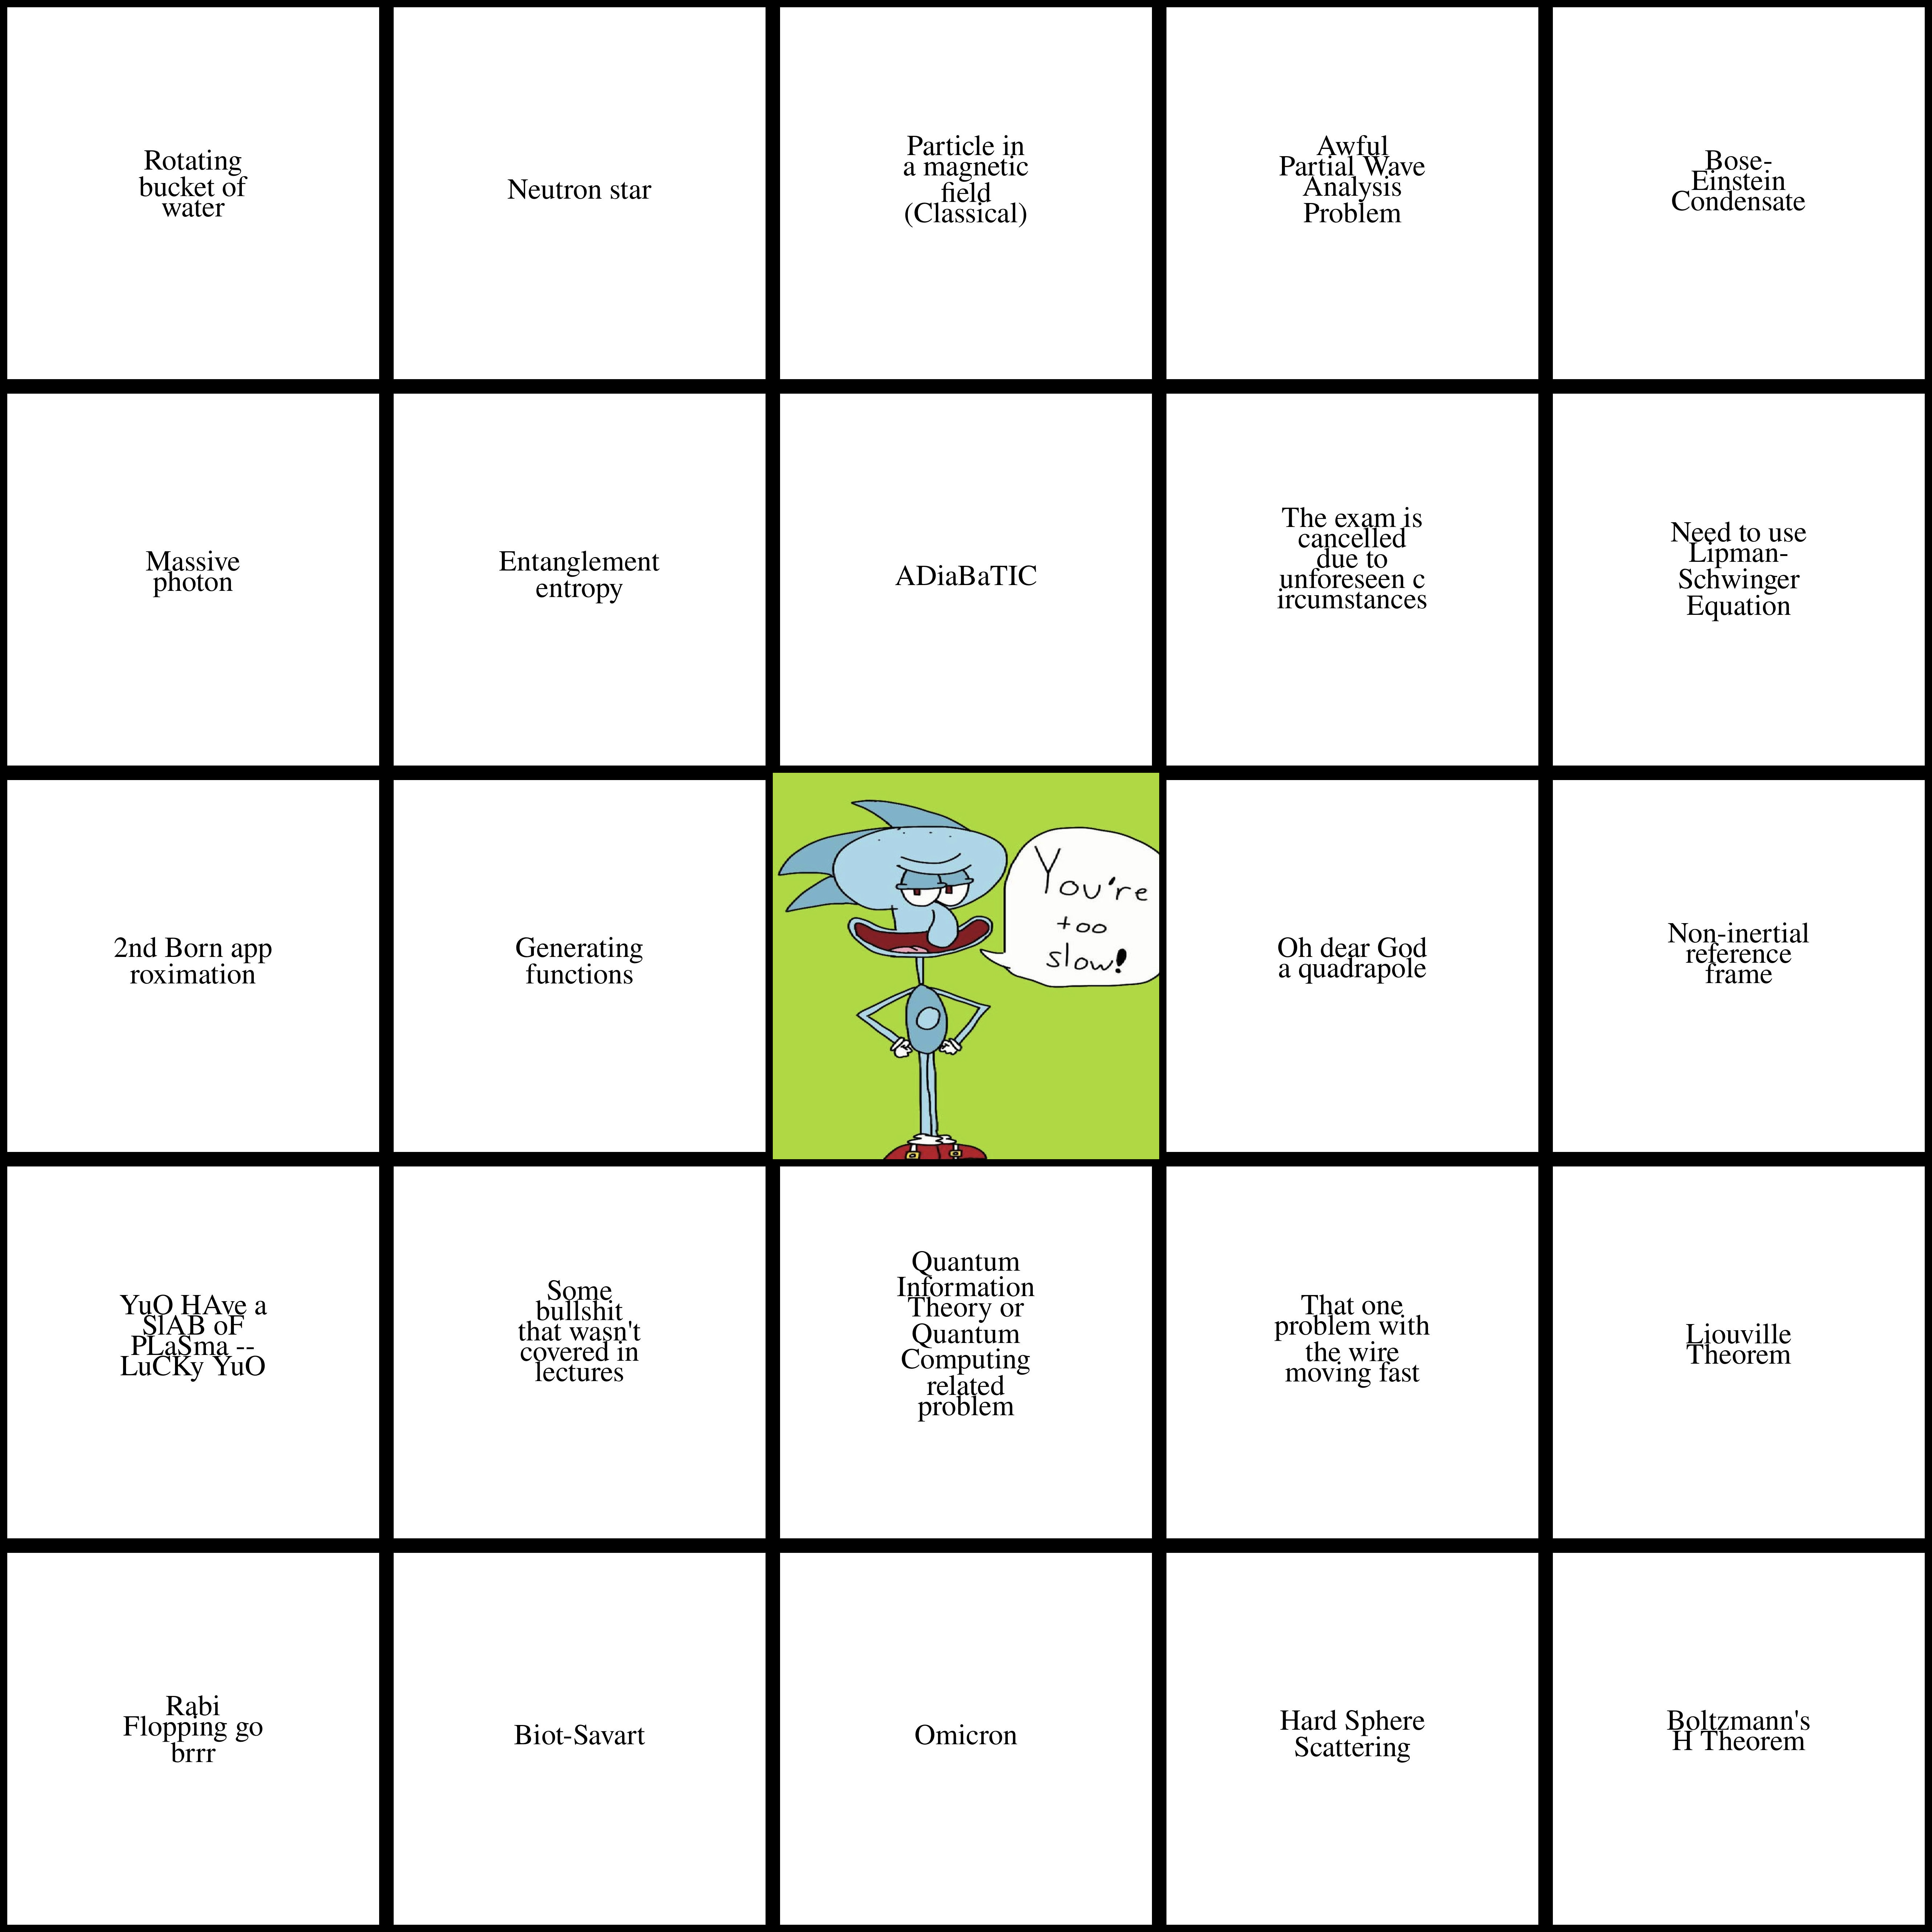 Rotating
bucket of
water
Neutron star
Particle in
a magnetic
field
(Classical)
Awful
Partial Wave
Analysis
Problem
Bose-
Einstein
Condensate
Massive
photon
Entanglement
entropy
ADiaBaTIC
The exam is
cancelled
due to
unforeseen c
ircumstances
Need to use
Lipman-
Schwinger
Equation
2nd Born app
roximation
Generating
functions
You're
too
slow!
Oh dear God
a quadrapole
Non-inertial
reference
frame
YuO HAve a
SlAB oF
PLaSma --
LuCKy YuO
Some
bullshit
that wasn't
covered in
lectures
Quantum
Information
Theory or
Quantum
Computing
related
problem
That one
problem with
the wire
moving fast
Liouville
Theorem
Rabi
Flopping go
brrr
Biot-Savart
Omicron
Hard Sphere
Scattering
Boltzmann's
H Theorem